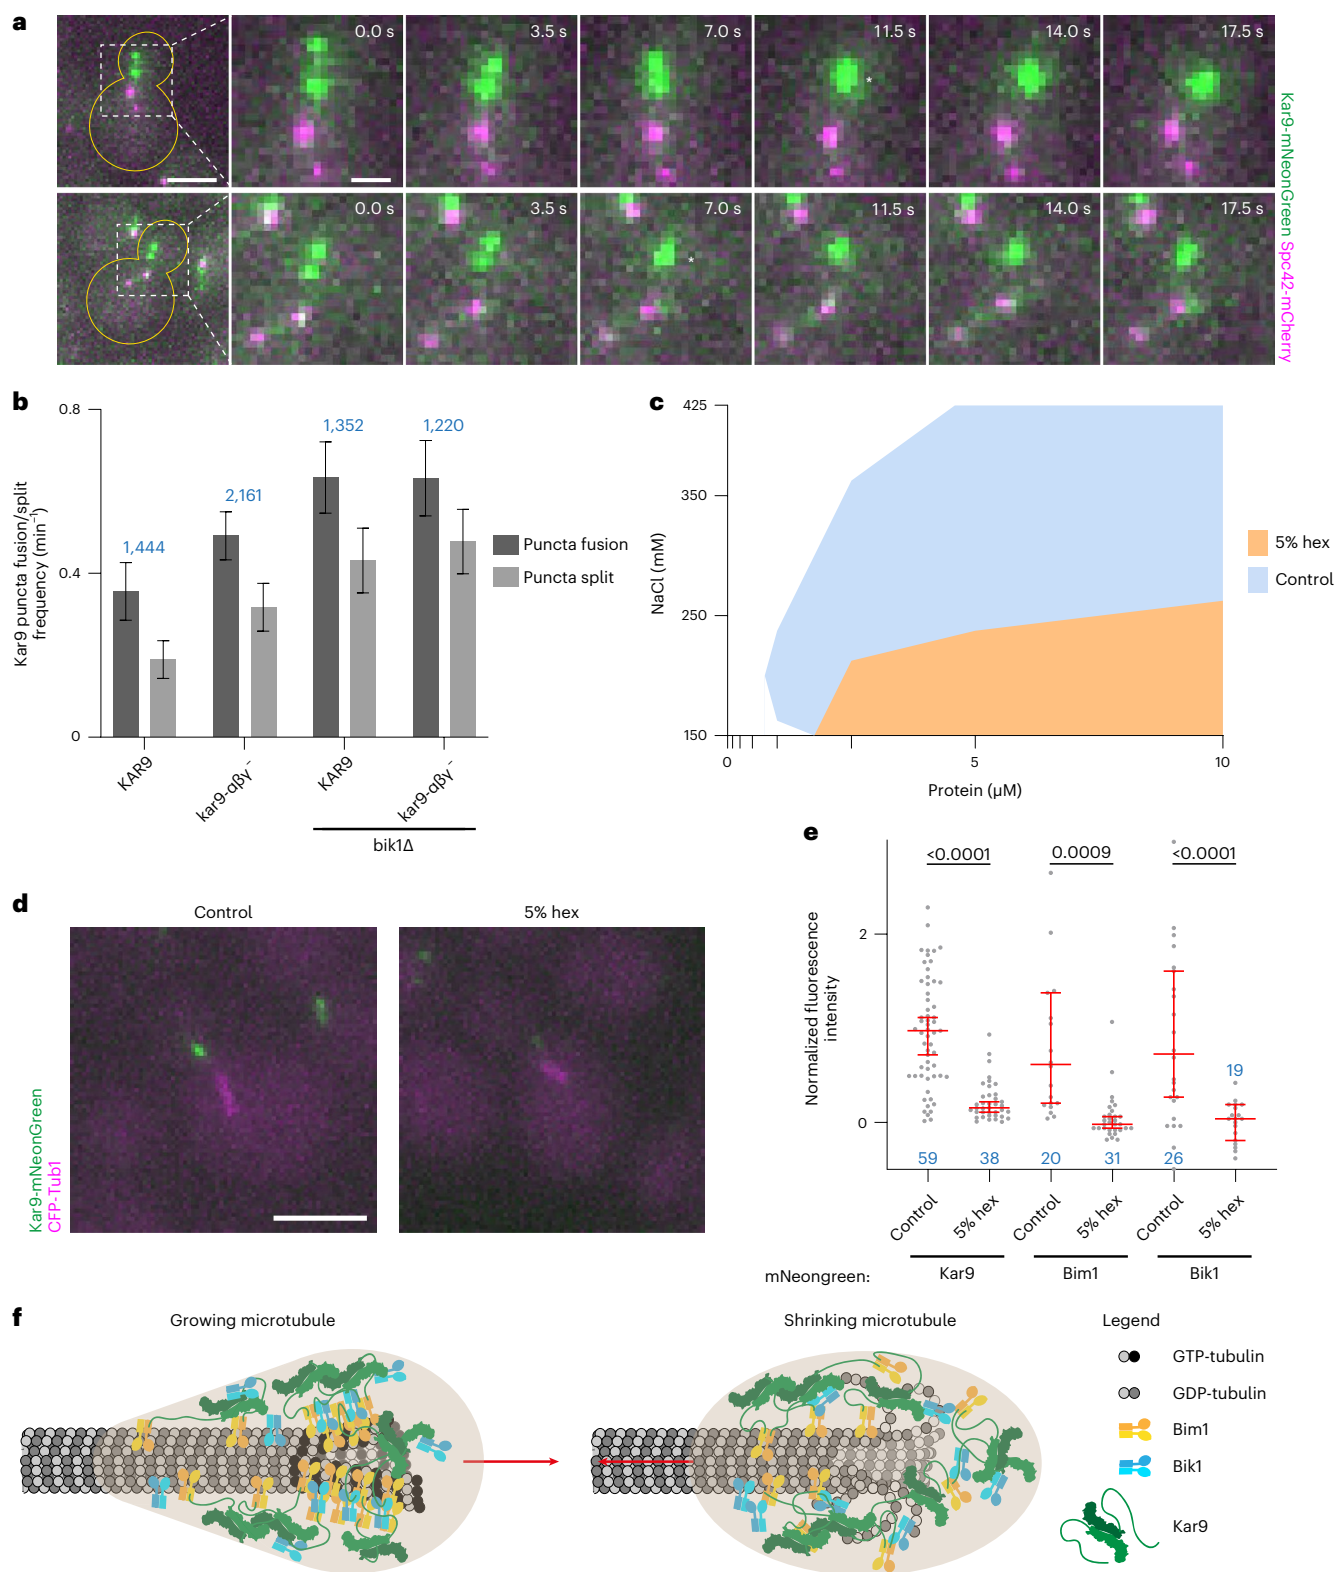 a
0.0 s
3.5 s
7.0 s
11.5 s
14.0 s
17.5 s
*
0.0 s
3.5 s
7.0 s
11.5 s
14.0 s
17.5 s
*
Kar9-mNeonGreen Spc42-mCherry
b
Kar9 puncta fusion/split
frequency (min⁻¹)
0.8
0.4
0
1,444
2,161
1,352
1,220
Puncta fusion
Puncta split
KAR9
kar9-αβγ⁻
KAR9
kar9-αβγ⁻
bik1Δ
c
NaCl (mM)
425
350
250
150
0
5
10
Protein (µM)
5% hex
Control
d
Control
5% hex
Kar9-mNeonGreen
CFP-Tub1
e
Normalized fluorescence
intensity
2
0
<0.0001
0.0009
<0.0001
59
38
20
31
26
19
Control
5% hex
Control
5% hex
Control
5% hex
mNeongreen:
Kar9
Bim1
Bik1
f
Growing microtubule
Shrinking microtubule
Legend
GTP-tubulin
GDP-tubulin
Bim1
Bik1
Kar9